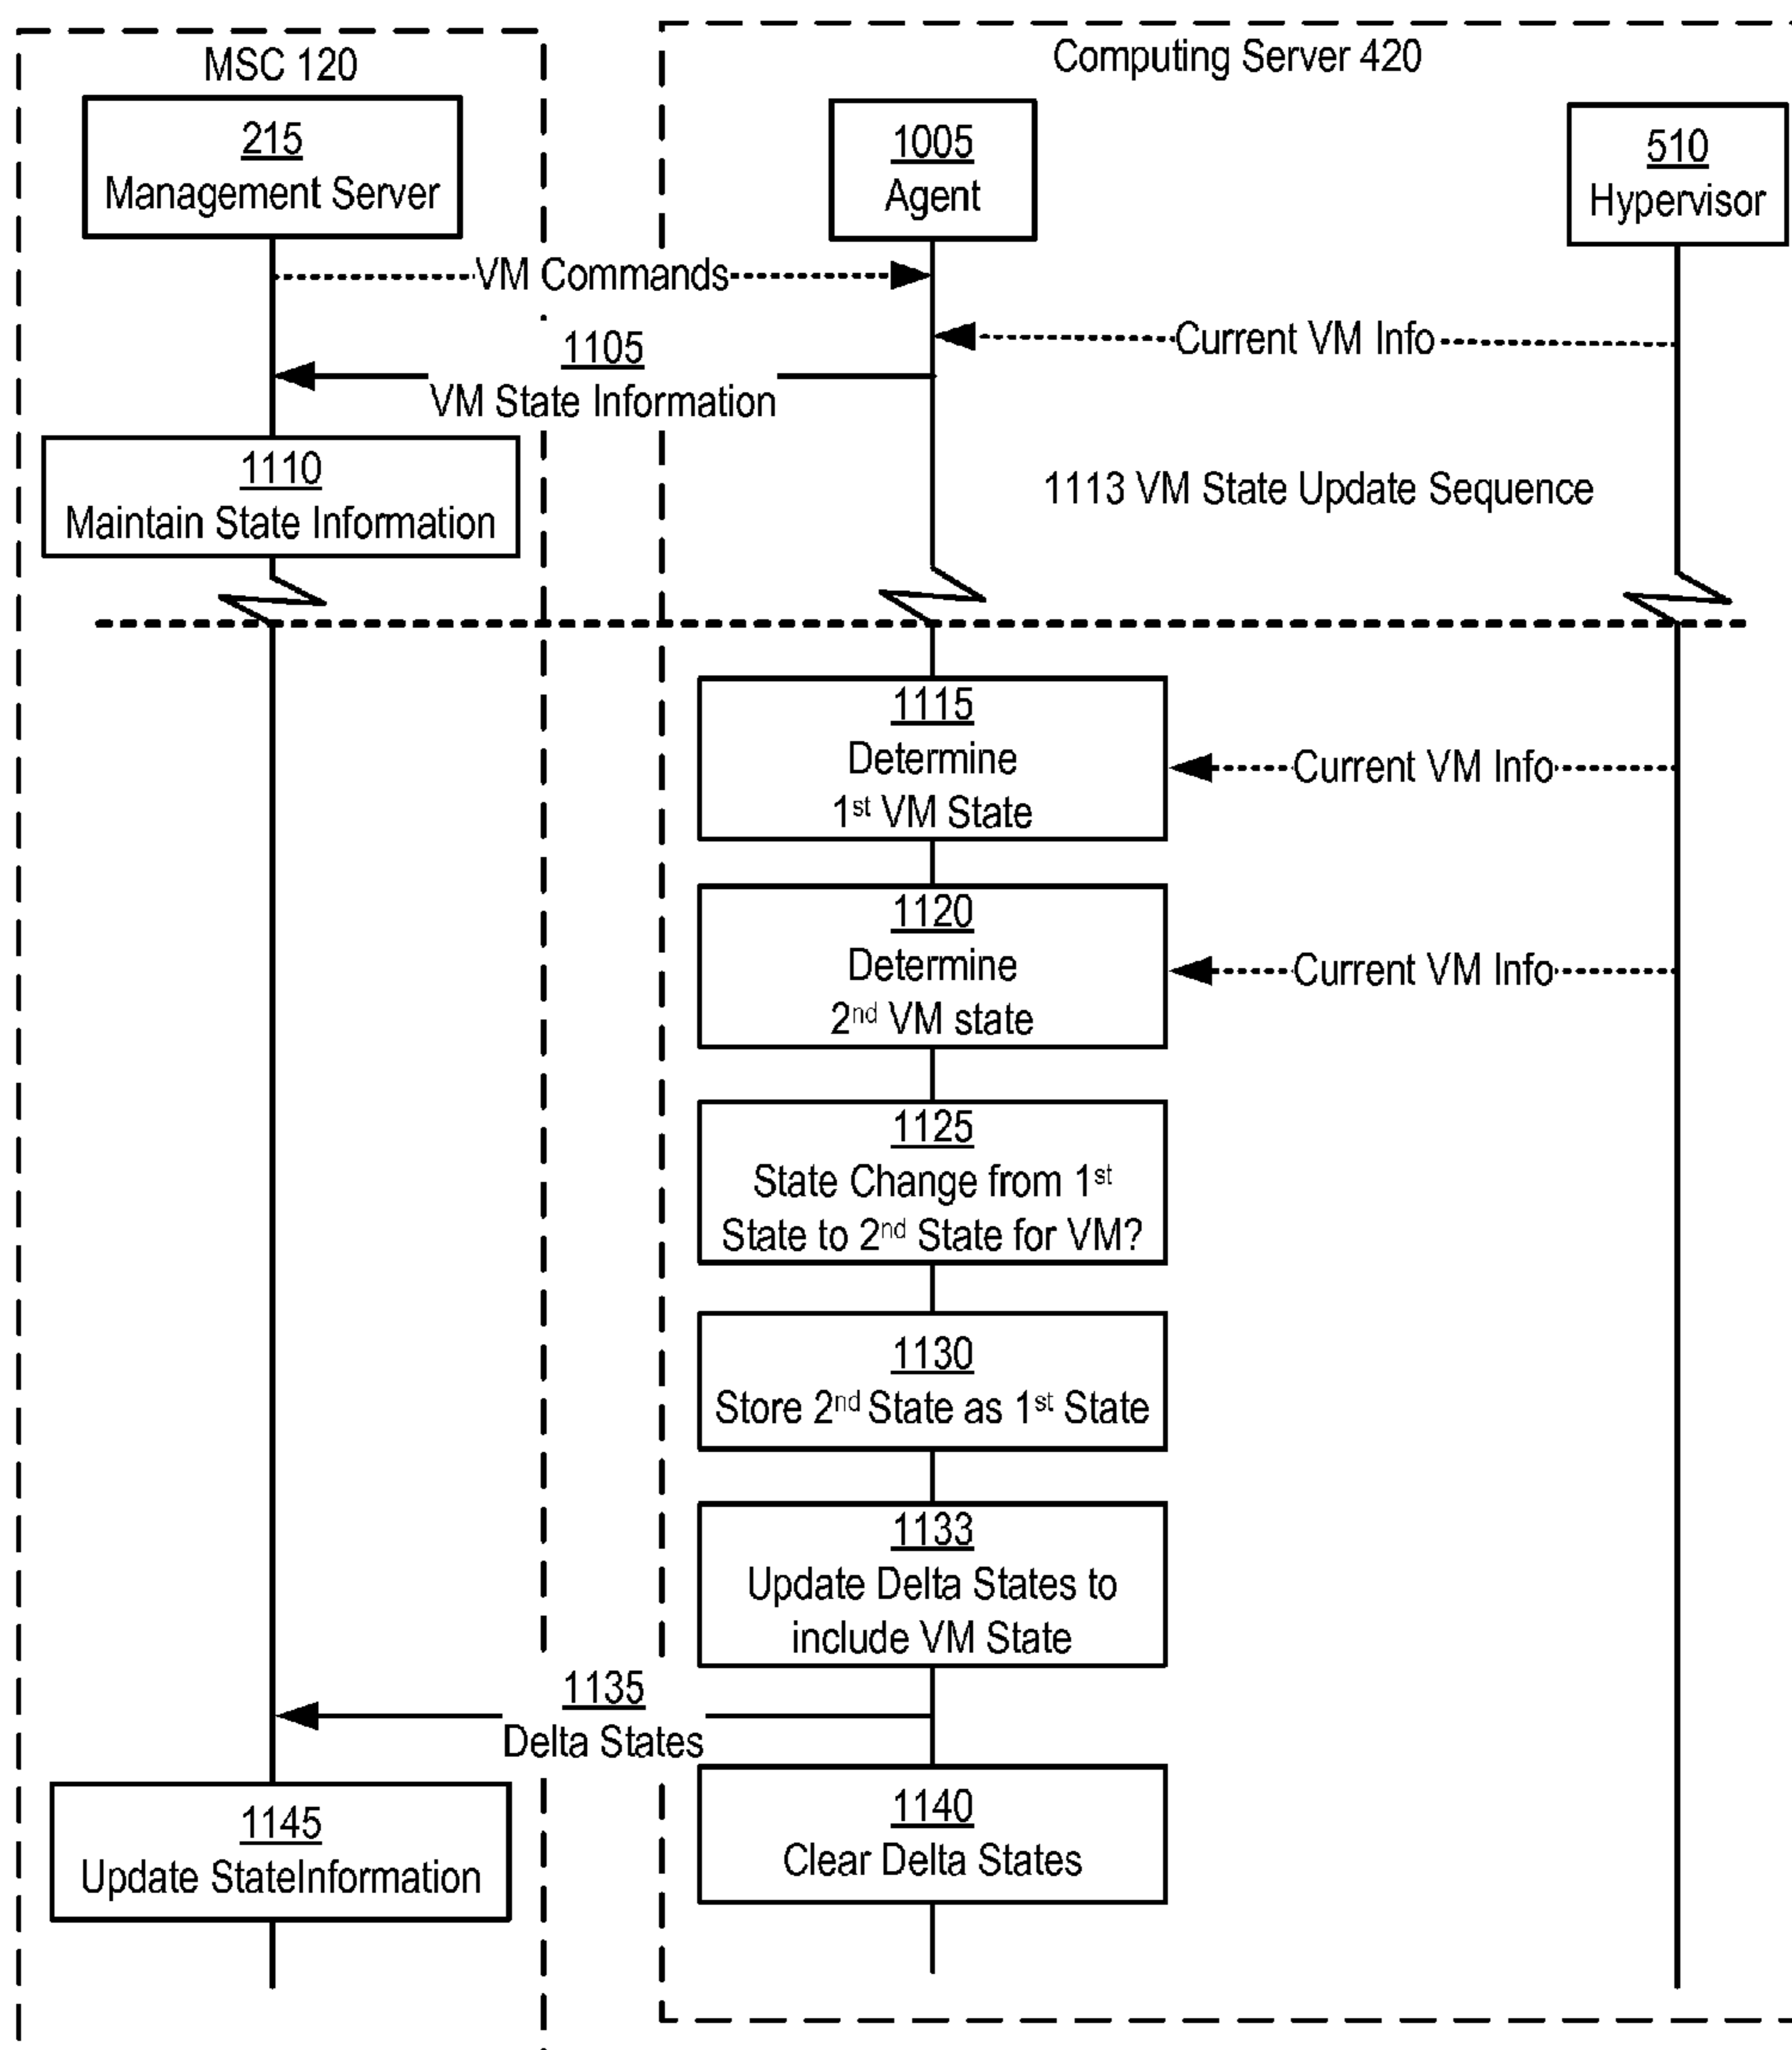 MSC 120
Computing Server 420
215
Management Server
1005
Agent
510
Hypervisor
VM Commands
Current VM Info
1105
VM State Information
1110
Maintain State Information
1113 VM State Update Sequence
1115
Determine
1st VM State
Current VM Info
1120
Determine
2nd VM state
Current VM Info
1125
State Change from 1st
State to 2nd State for VM?
1130
Store 2nd State as 1st State
1133
Update Delta States to
include VM State
1135
Delta States
1140
Clear Delta States
1145
Update StateInformation